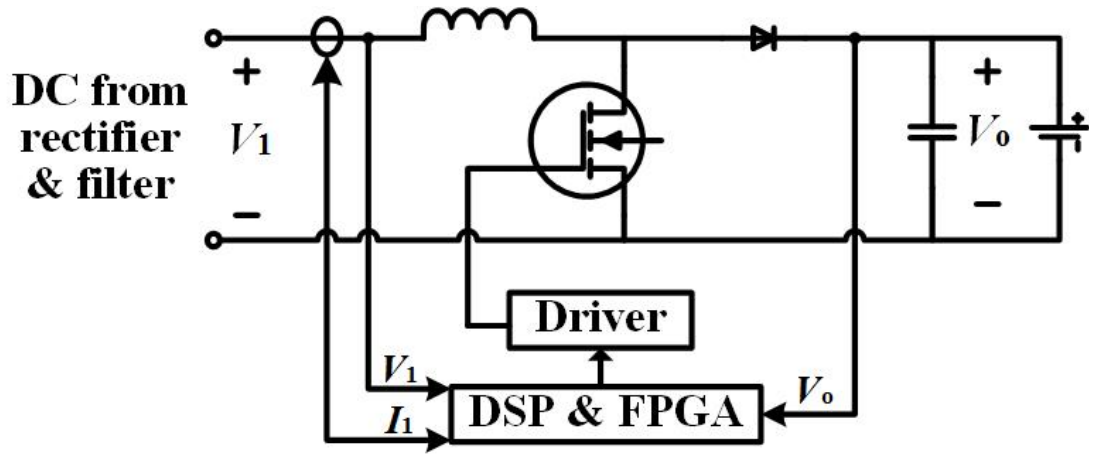 DC from
rectifier
& filter
+
V1
−
+
Vo
−
+
-
Driver
V1
I1
DSP & FPGA
Vo